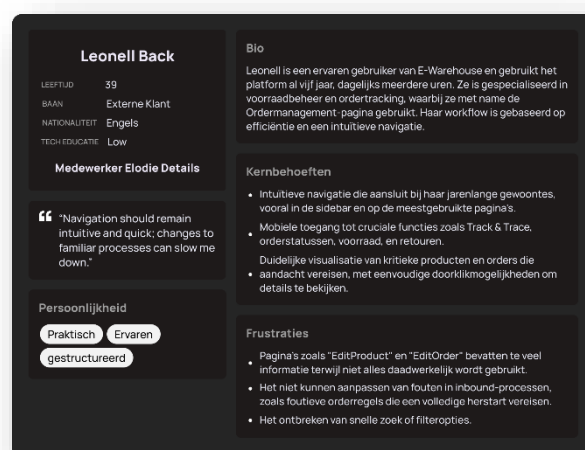 Leonell Back
LEEFTIJD 39
BAAN Externe Klant
NATIONALITEIT Engels
TECH EDUCATIE Low
Medewerker Elodie Details
“Navigation should remain
intuitive and quick; changes to
familiar processes can slow me
down.”
Persoonlijkheid
Praktisch Ervaren
gestructureerd
Bio
Leonell is een ervaren gebruiker van E-Warehouse en gebruikt het
platform al vijf jaar, dagelijks meerdere uren. Ze is gespecialiseerd in
voorraadbeheer en ordertracking, waarbij ze met name de
Ordermanagement-pagina gebruikt. Haar workflow is gebaseerd op
efficiëntie en een intuïtieve navigatie.
Kernbehoeften
• Intuïtieve navigatie die aansluit bij haar jarenlange gewoontes,
vooral in de sidebar en op de meestgebruikte pagina's.
• Mobiele toegang tot cruciale functies zoals Track & Trace,
orderstatussen, voorraad, en retouren.
Duidelijke visualisatie van kritieke producten en orders die
• aandacht vereisen, met eenvoudige doorklikmogelijkheden om
details te bekijken.
Frustraties
• Pagina's zoals "EditProduct" en "EditOrder" bevatten te veel
informatie terwijl niet alles daadwerkelijk wordt gebruikt.
• Het niet kunnen aanpassen van fouten in inbound-processen,
zoals foutieve orderregels die een volledige herstart vereisen.
• Het ontbreken van snelle zoek of filteropties.